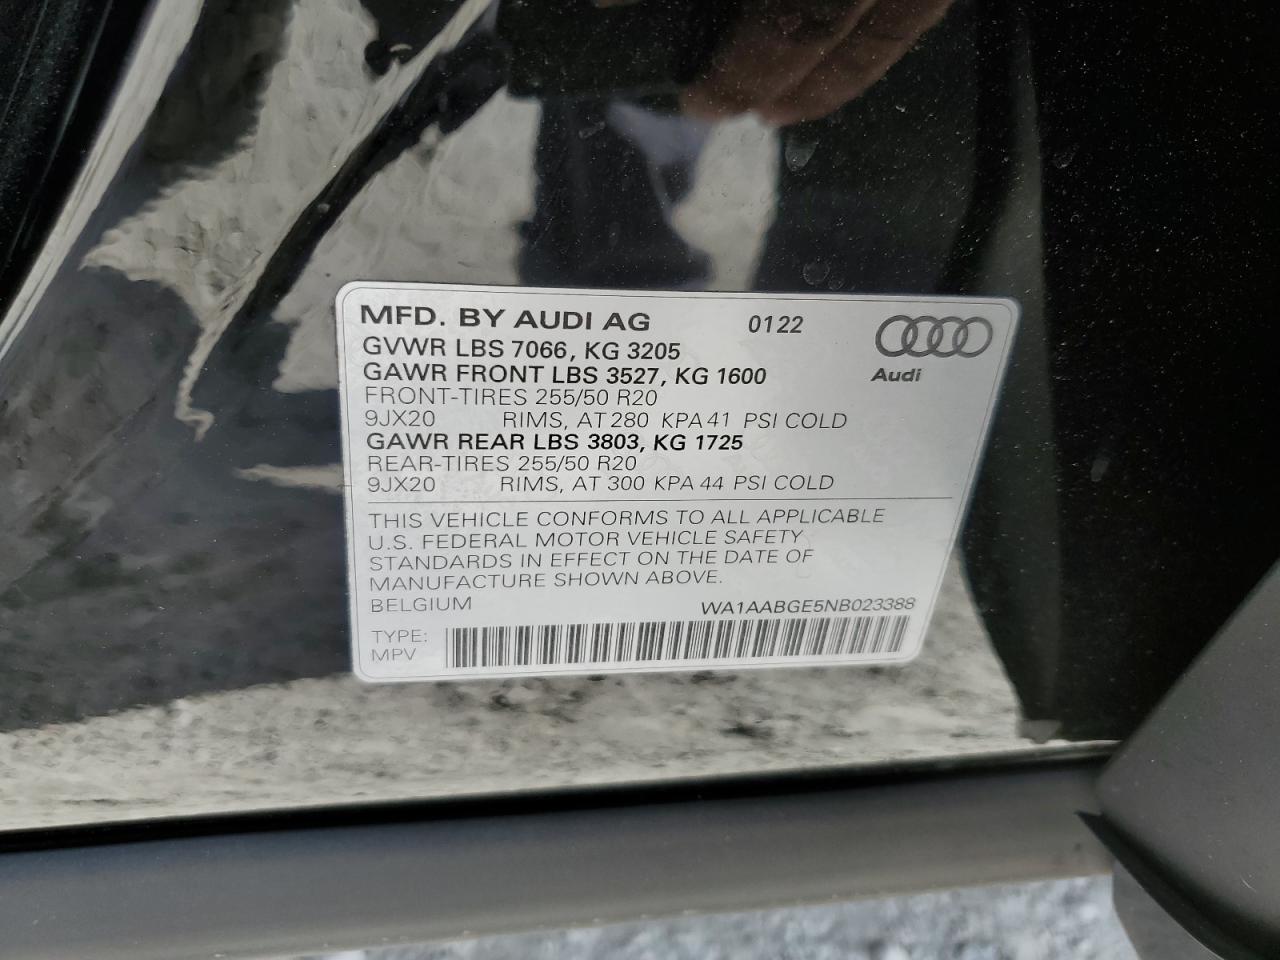 MFD. BY AUDI AG 0122
GVWR LBS 7066, KG 3205
GAWR FRONT LBS 3527, KG 1600
Audi
FRONT-TIRES 255/50 R20
9JX20 RIMS, AT 280 KPA 41 PSI COLD
GAWR REAR LBS 3803, KG 1725
REAR-TIRES 255/50 R20
9JX20 RIMS, AT 300 KPA 44 PSI COLD
THIS VEHICLE CONFORMS TO ALL APPLICABLE
U.S. FEDERAL MOTOR VEHICLE SAFETY
STANDARDS IN EFFECT ON THE DATE OF
MANUFACTURE SHOWN ABOVE.
BELGIUM WA1AABGE5NB023388
TYPE:
MPV